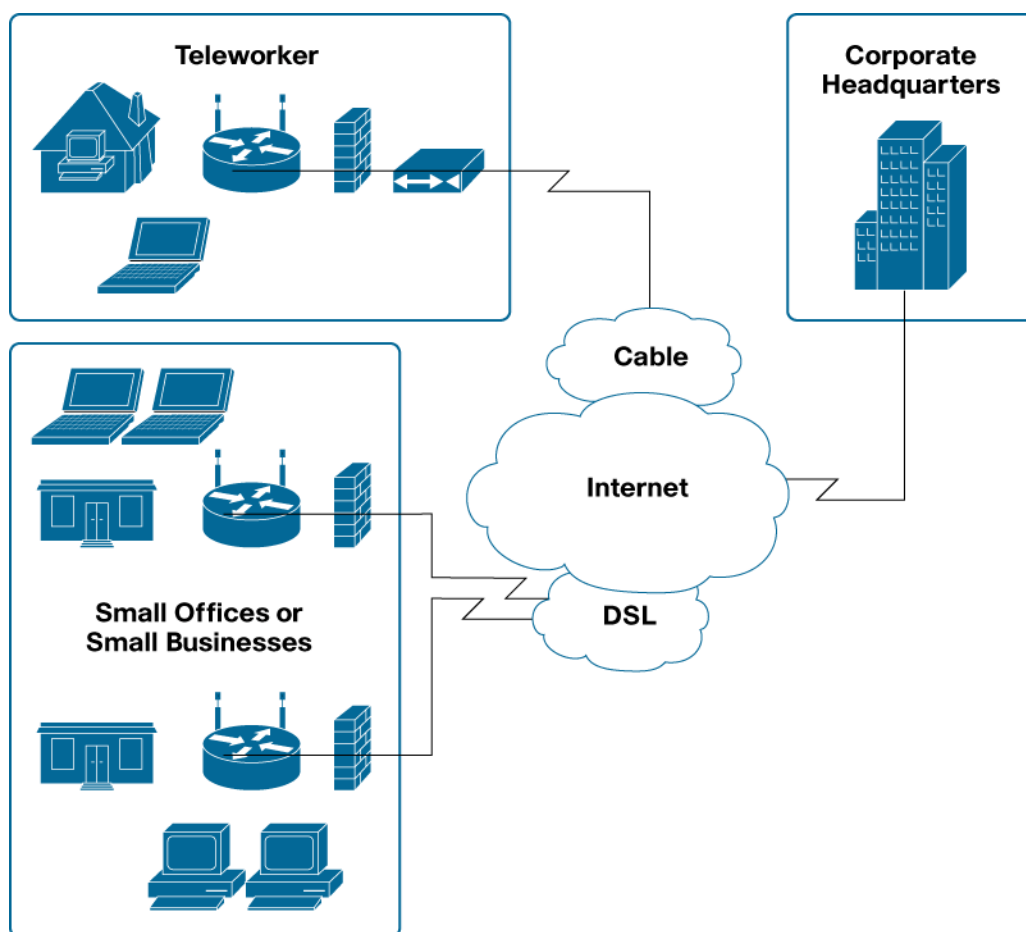 Teleworker
Corporate
Headquarters
Cable
Internet
DSL
Small Offices or
Small Businesses